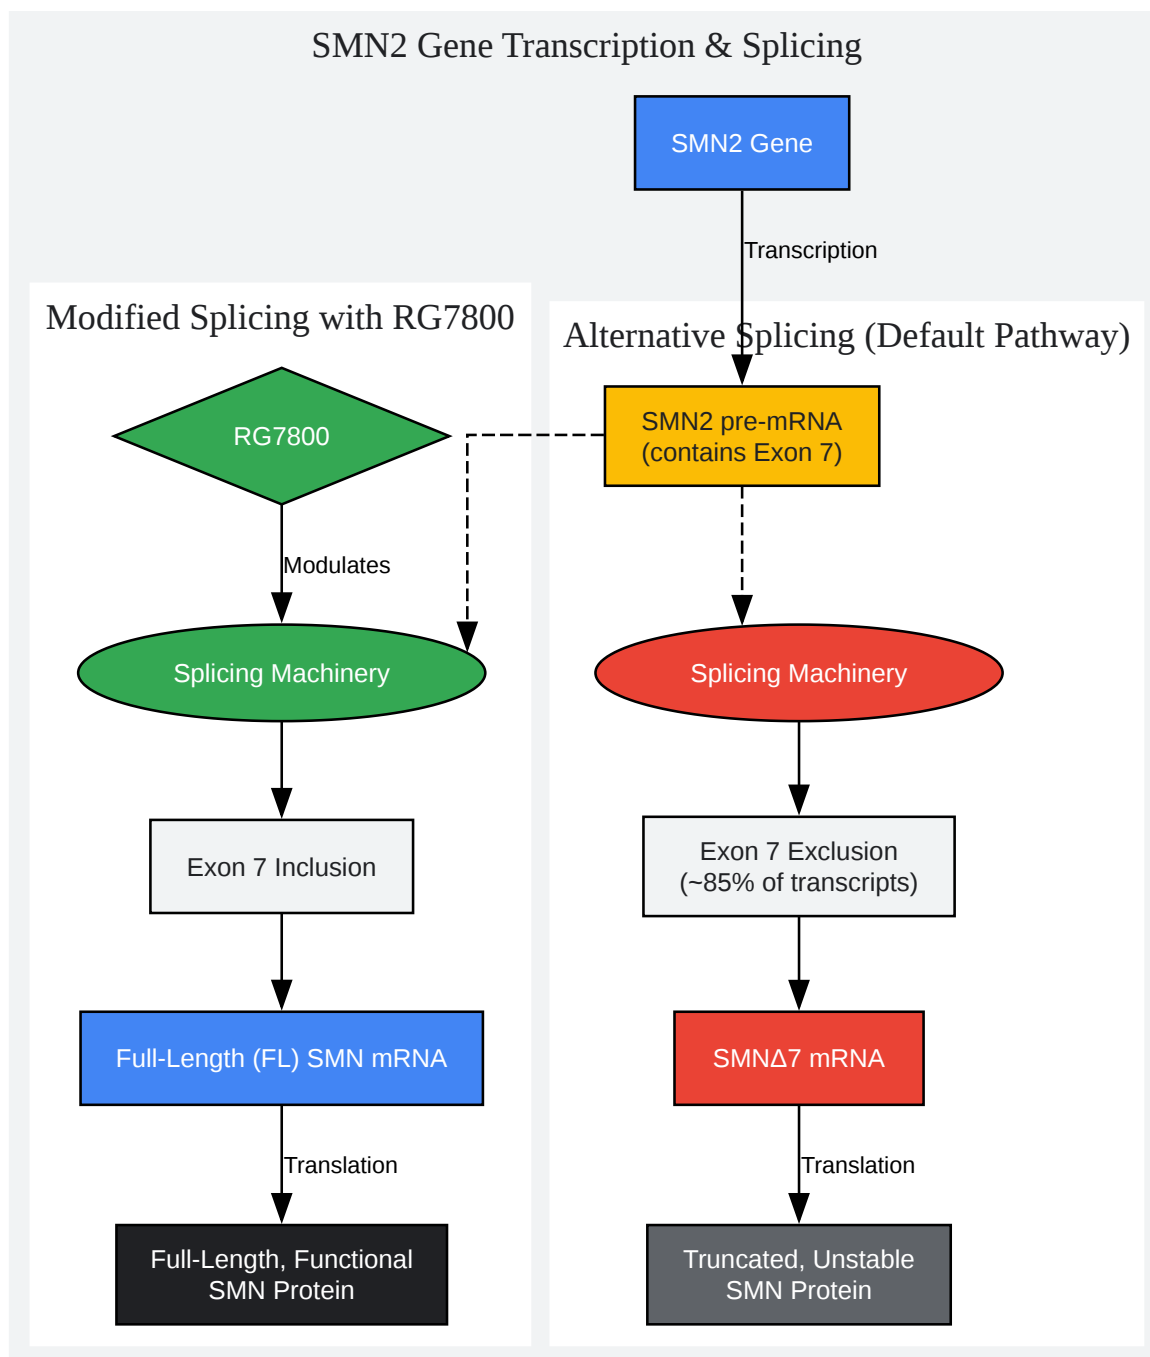 SMN2 Gene Transcription & Splicing
SMN2 Gene
Transcription
Modified Splicing with RG7800
Alternative Splicing (Default Pathway)
RG7800
SMN2 pre-mRNA
(contains Exon 7)
Modulates
Splicing Machinery
Splicing Machinery
Exon 7 Inclusion
Exon 7 Exclusion
(~85% of transcripts)
Full-Length (FL) SMN mRNA
SMNΔ7 mRNA
Translation
Translation
Full-Length, Functional
SMN Protein
Truncated, Unstable
SMN Protein